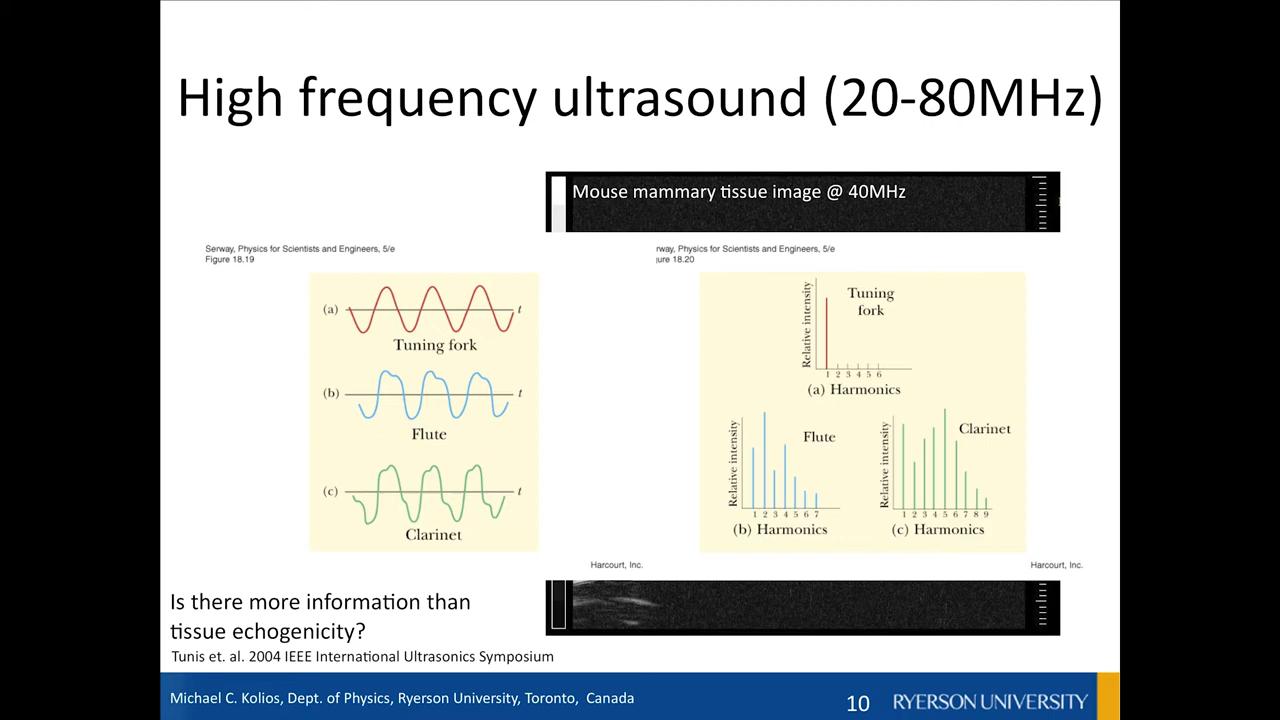 High frequency ultrasound (20-80MHz)
Mouse mammary tissue image @ 40MHz
Serway, Physics for Scientists and Engineers, 5/e
Figure 18.19
(a)
t
Tuning fork
(b)
t
Flute
(c)
t
Clarinet
Harcourt, Inc.
rway, Physics for Scientists and Engineers, 5/e
ure 18.20
Relative intensity
Tuning
fork
1 2 3 4 5 6
(a) Harmonics
Relative intensity
Flute
1 2 3 4 5 6 7
(b) Harmonics
Relative intensity
Clarinet
1 2 3 4 5 6 7 8 9
(c) Harmonics
Harcourt, Inc.
Is there more information than
tissue echogenicity?
Tunis et. al. 2004 IEEE International Ultrasonics Symposium
Michael C. Kolios, Dept. of Physics, Ryerson University, Toronto, Canada
10
RYERSON UNIVERSITY